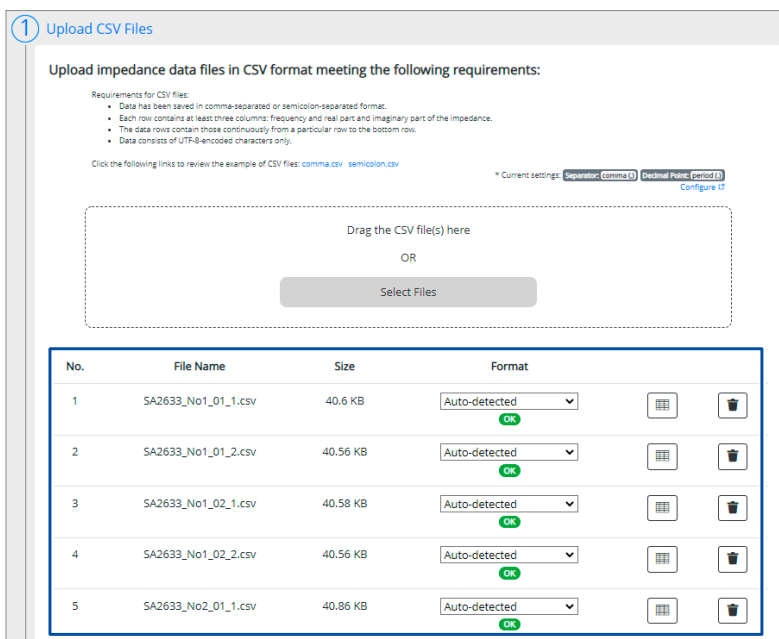 1 Upload CSV Files
Upload impedance data files in CSV format meeting the following requirements:
Requirements for CSV files:
• Data has been saved in comma-separated or semicolon-separated format.
• Each row contains at least three columns: frequency and real part and imaginary part of the impedance.
• The data rows contain those continuously from a particular row to the bottom row.
• Data consists of UTF-8-encoded characters only.
Click the following links to review the example of CSV files: comma.csv semicolon.csv
* Current settings: Separator: comma (,) Decimal Point: period (.)
Configure
Drag the CSV file(s) here
OR
Select Files
No. File Name Size Format
1 SA2633_No1_01_1.csv 40.6 KB Auto-detected
OK
2 SA2633_No1_01_2.csv 40.56 KB Auto-detected
OK
3 SA2633_No1_02_1.csv 40.58 KB Auto-detected
OK
4 SA2633_No1_02_2.csv 40.56 KB Auto-detected
OK
5 SA2633_No2_01_1.csv 40.86 KB Auto-detected
OK